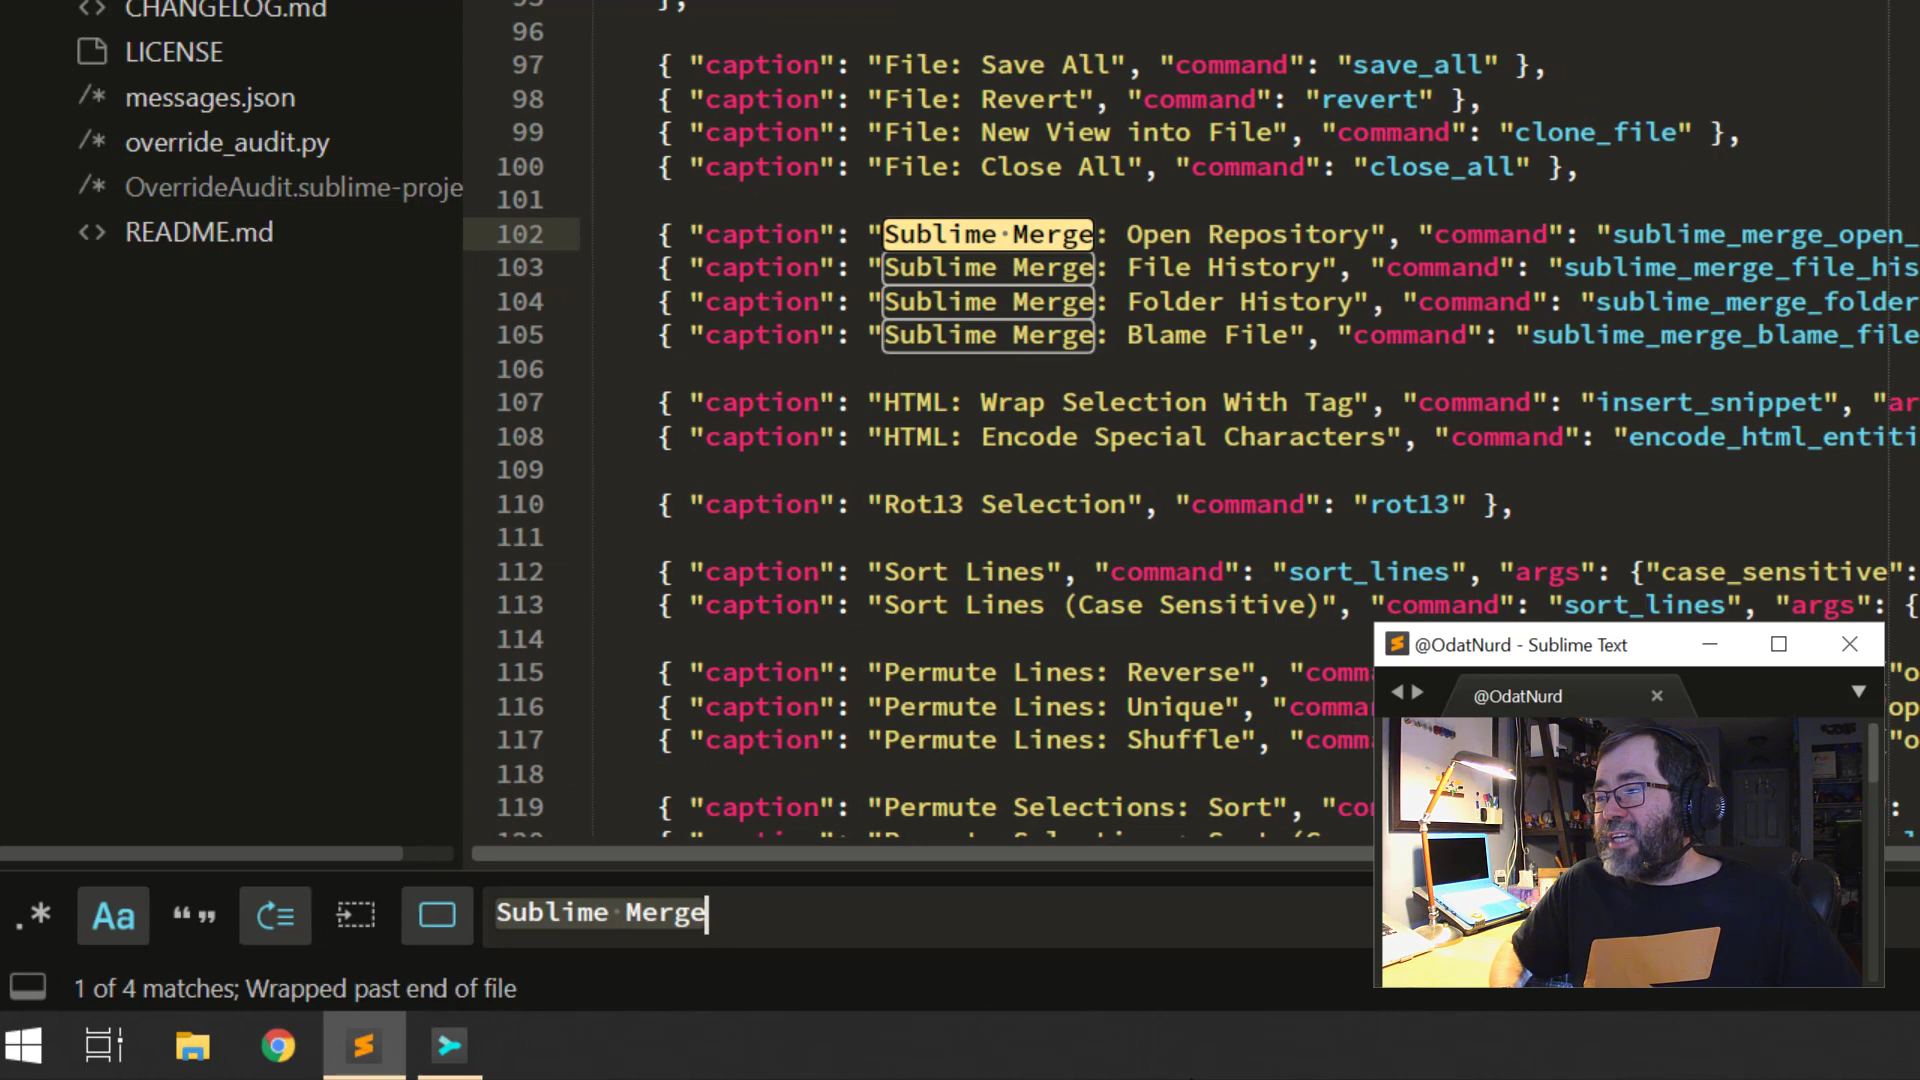 CHANGELOG.md
LICENSE
messages.json
override_audit.py
OverrideAudit.sublime-proje
README.md
96
97 { "caption": "File: Save All", "command": "save_all" },
98 { "caption": "File: Revert", "command": "revert" },
99 { "caption": "File: New View into File", "command": "clone_file" },
100 { "caption": "File: Close All", "command": "close_all" },
101
102 { "caption": "Sublime Merge: Open Repository", "command": "sublime_merge_open_
103 { "caption": "Sublime Merge: File History", "command": "sublime_merge_file_his
104 { "caption": "Sublime Merge: Folder History", "command": "sublime_merge_folder
105 { "caption": "Sublime Merge: Blame File", "command": "sublime_merge_blame_file
106
107 { "caption": "HTML: Wrap Selection With Tag", "command": "insert_snippet", "ar
108 { "caption": "HTML: Encode Special Characters", "command": "encode_html_entiti
109
110 { "caption": "Rot13 Selection", "command": "rot13" },
111
112 { "caption": "Sort Lines", "command": "sort_lines", "args": {"case_sensitive":
113 { "caption": "Sort Lines (Case Sensitive)", "command": "sort_lines", "args": {
114
115 { "caption": "Permute Lines: Reverse", "comm
116 { "caption": "Permute Lines: Unique", "comma
117 { "caption": "Permute Lines: Shuffle", "comm
118
119 { "caption": "Permute Selections: Sort", "co
@OdatNurd - Sublime Text
@OdatNurd
.* Aa “ ” Sublime Merge
1 of 4 matches; Wrapped past end of file